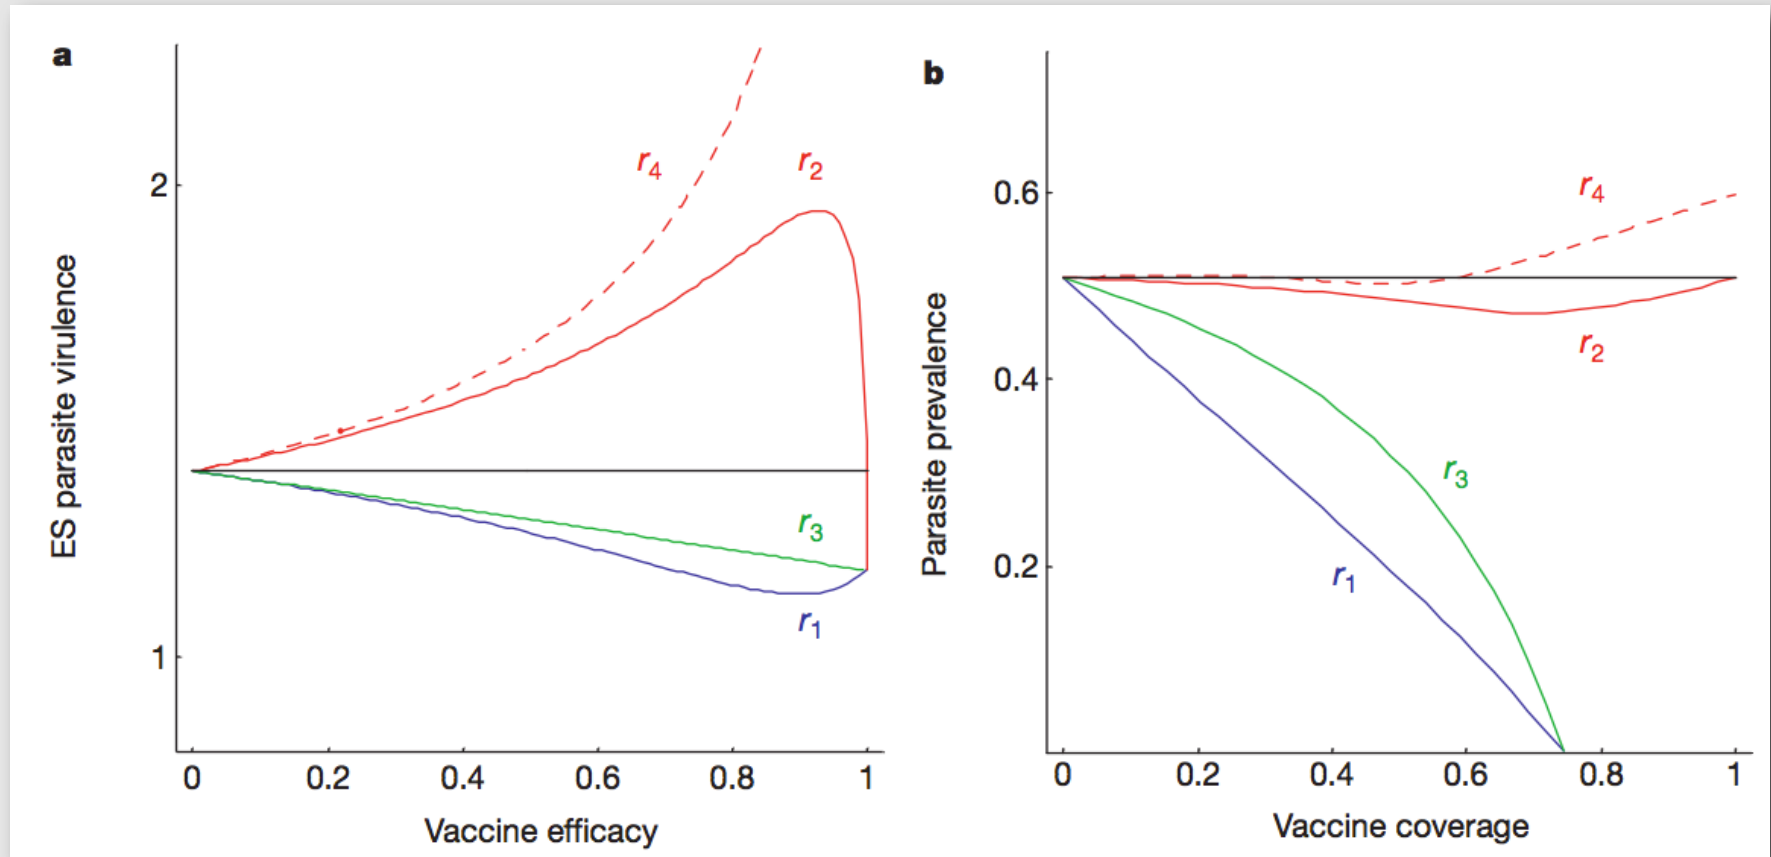 a
ES parasite virulence
2
1
r4
r2
r3
r1
0 0.2 0.4 0.6 0.8 1
Vaccine efficacy
b
Parasite prevalence
0.6
0.4
0.2
r4
r2
r3
r1
0 0.2 0.4 0.6 0.8 1
Vaccine coverage